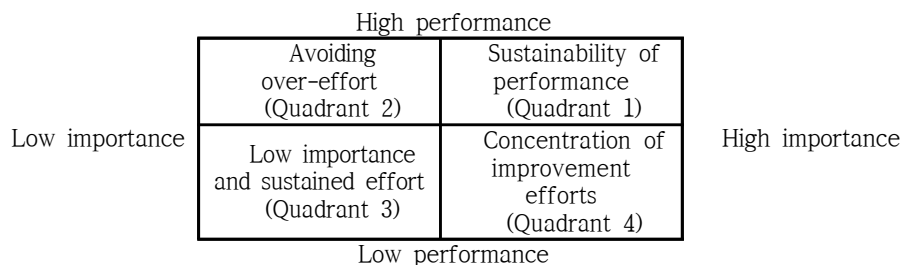 High performance
Avoiding
over-effort
(Quadrant 2)
Sustainability of
performance
(Quadrant 1)
Low importance
High importance
Low importance
and sustained effort
(Quadrant 3)
Concentration of
improvement
efforts
(Quadrant 4)
Low performance